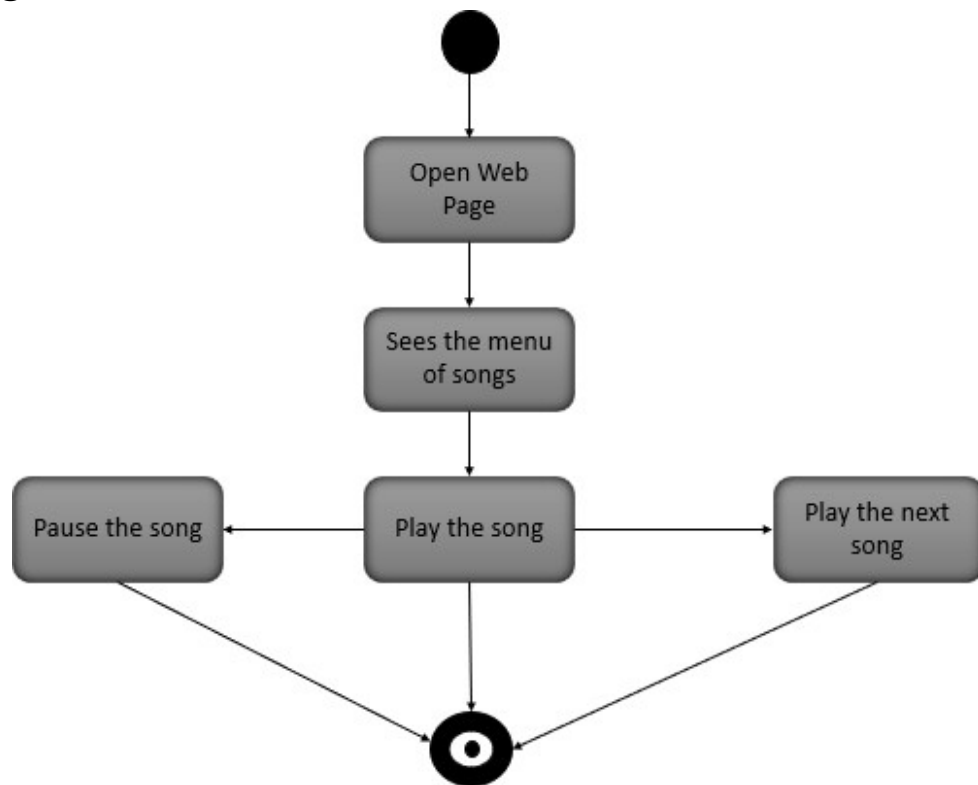 Open Web
Page
Sees the menu
of songs
Pause the song
Play the song
Play the next
song